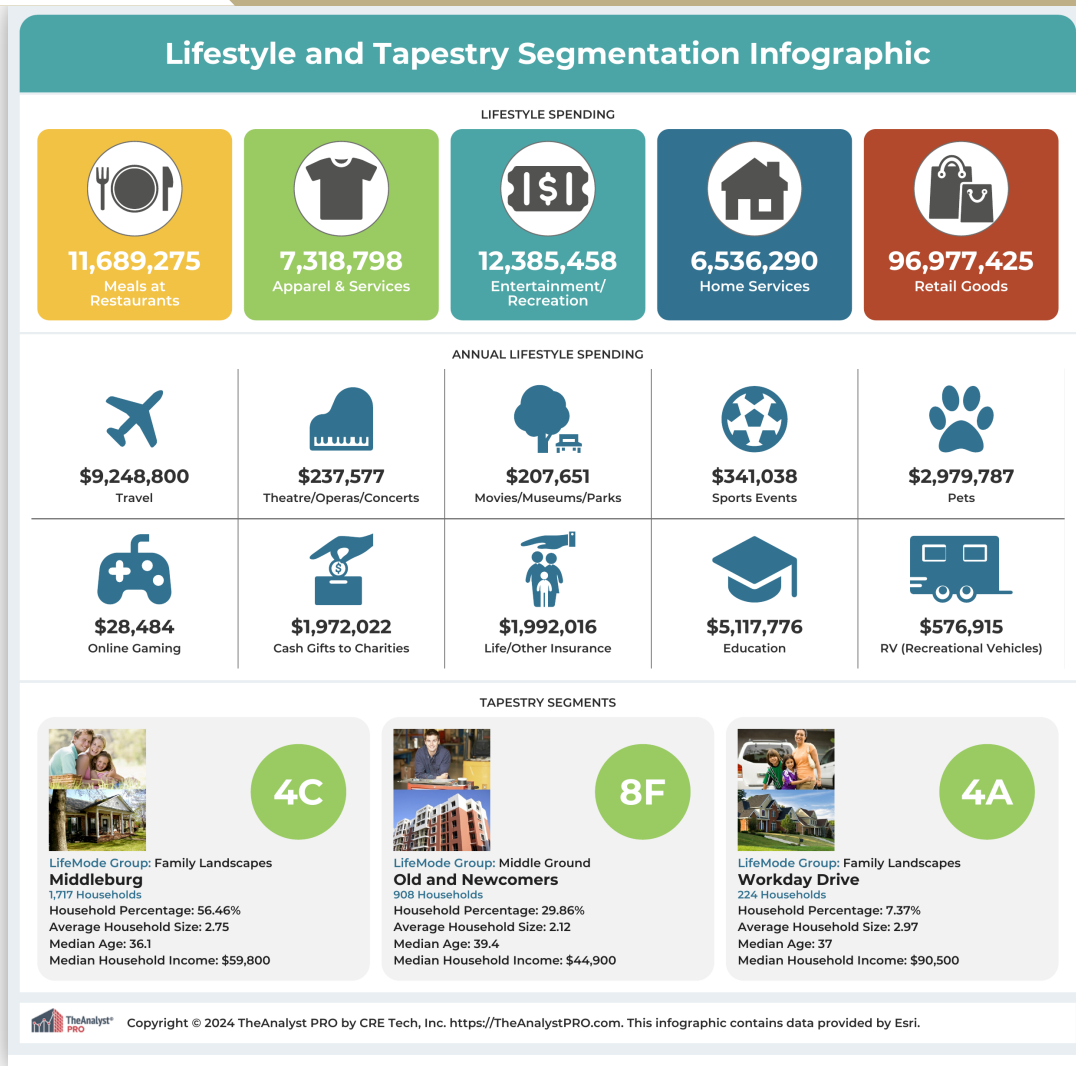 Lifestyle and Tapestry Segmentation Infographic
LIFESTYLE SPENDING
11,689,275
Meals at
Restaurants
7,318,798
Apparel & Services
12,385,458
Entertainment/
Recreation
6,536,290
Home Services
96,977,425
Retail Goods
ANNUAL LIFESTYLE SPENDING
$9,248,800
Travel
$237,577
Theatre/Operas/Concerts
$207,651
Movies/Museums/Parks
$341,038
Sports Events
$2,979,787
Pets
$28,484
Online Gaming
$1,972,022
Cash Gifts to Charities
$1,992,016
Life/Other Insurance
$5,117,776
Education
$576,915
RV (Recreational Vehicles)
TAPESTRY SEGMENTS
4C
LifeMode Group: Family Landscapes
Middleburg
1,717 Households
Household Percentage: 56.46%
Average Household Size: 2.75
Median Age: 36.1
Median Household Income: $59,800
8F
LifeMode Group: Middle Ground
Old and Newcomers
908 Households
Household Percentage: 29.86%
Average Household Size: 2.12
Median Age: 39.4
Median Household Income: $44,900
4A
LifeMode Group: Family Landscapes
Workday Drive
224 Households
Household Percentage: 7.37%
Average Household Size: 2.97
Median Age: 37
Median Household Income: $90,500
TheAnalyst®
PRO
Copyright © 2024 TheAnalyst PRO by CRE Tech, Inc. https://TheAnalystPRO.com. This infographic contains data provided by Esri.